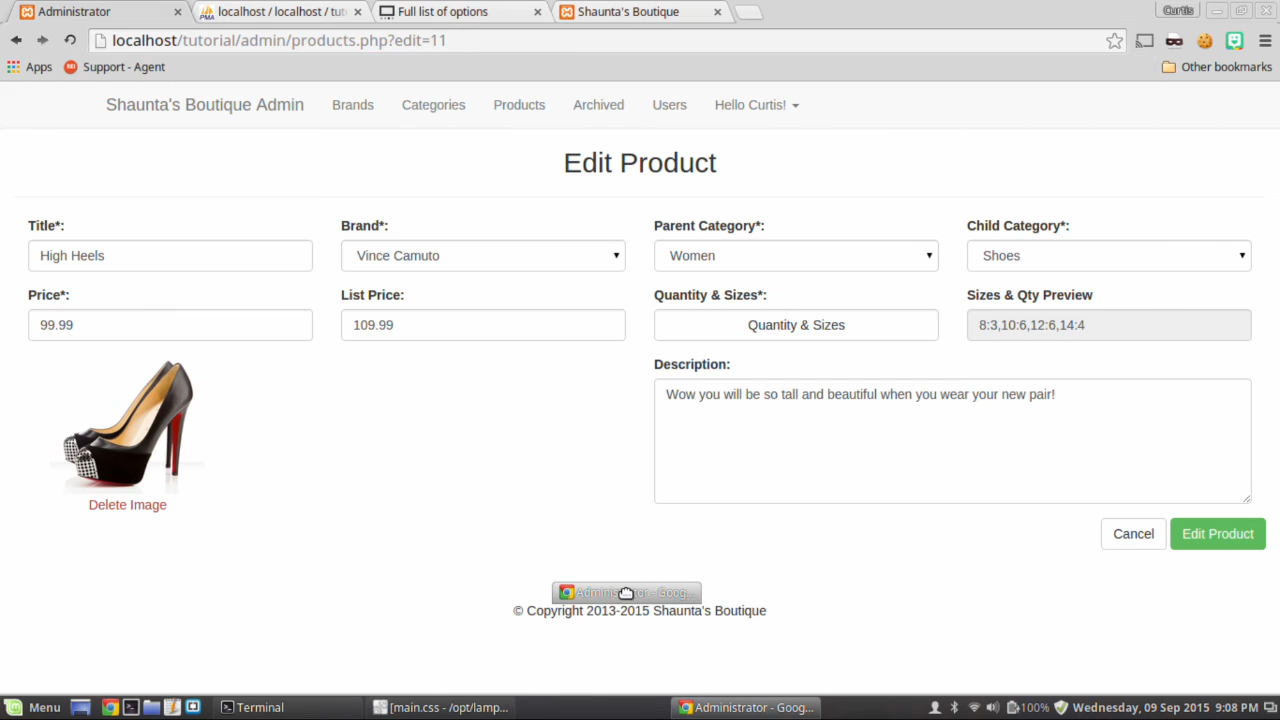 Administrator
localhost / localhost / tut
Full list of options
Shaunta's Boutique
Curtis
localhost/tutorial/admin/products.php?edit=11
Apps
Support - Agent
Other bookmarks
Shaunta's Boutique Admin
Brands
Categories
Products
Archived
Users
Hello Curtis!
Edit Product
Title*:
Brand*:
Parent Category*:
Child Category*:
High Heels
Vince Camuto
Women
Shoes
Price*:
List Price:
Quantity & Sizes*:
Sizes & Qty Preview
99.99
109.99
Quantity & Sizes
8:3,10:6,12:6,14:4
Description:
Wow you will be so tall and beautiful when you wear your new pair!
Delete Image
Cancel
Edit Product
© Copyright 2013-2015 Shaunta's Boutique
Menu
Terminal
[main.css - /opt/lamp...
Administrator - Goog...
100%
Wednesday, 09 Sep 2015
9:08 PM